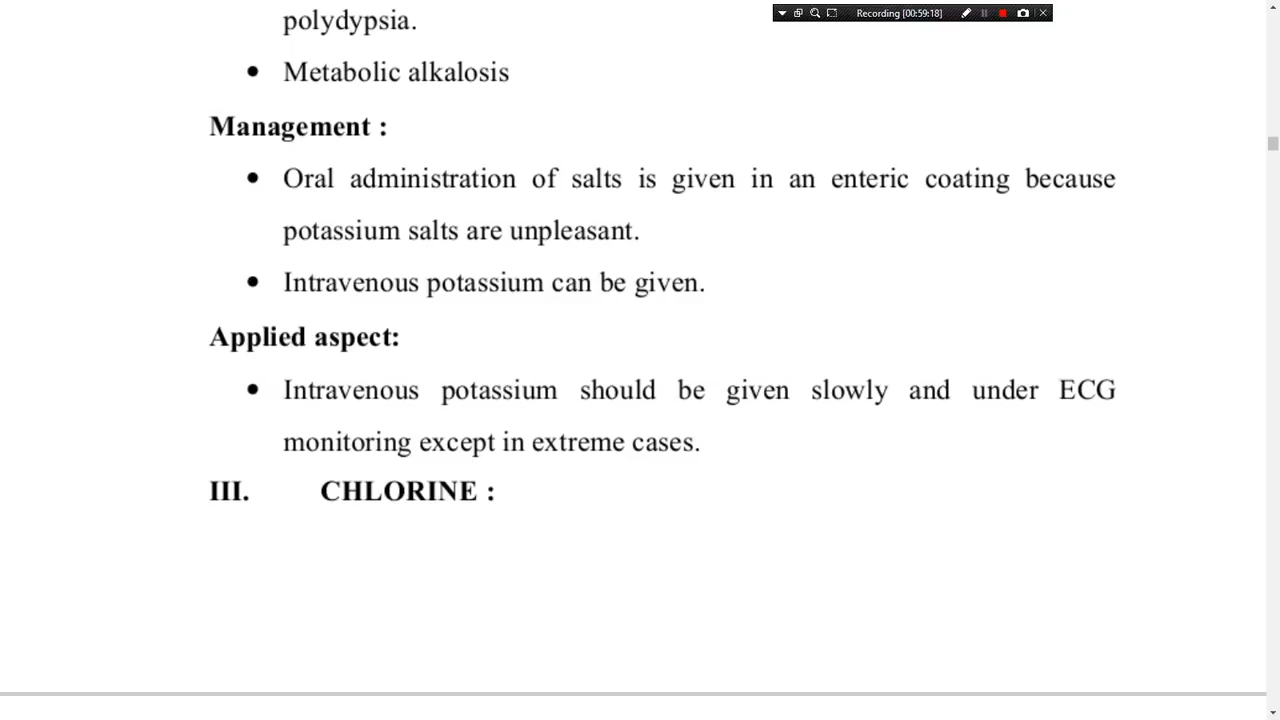 polydypsia.
Recording [00:59:18]
• Metabolic alkalosis
Management :
• Oral administration of salts is given in an enteric coating because
potassium salts are unpleasant.
• Intravenous potassium can be given.
Applied aspect:
• Intravenous potassium should be given slowly and under ECG
monitoring except in extreme cases.
III. CHLORINE :